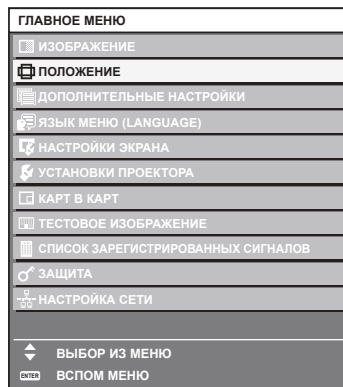 ГЛАВНОЕ МЕНЮ
ИЗОБРАЖЕНИЕ
ПОЛОЖЕНИЕ
ДОПОЛНИТЕЛЬНЫЕ НАСТРОЙКИ
ЯЗЫК МЕНЮ (LANGUAGE)
НАСТРОЙКИ ЭКРАНА
УСТАНОВКИ ПРОЕКТОРА
КАРТ В КАРТ
ТЕСТОВОЕ ИЗОБРАЖЕНИЕ
СПИСОК ЗАРЕГИСТРИРОВАННЫХ СИГНАЛОВ
ЗАЩИТА
НАСТРОЙКА СЕТИ
ВЫБОР ИЗ МЕНЮ
ENTER ВСПОМ МЕНЮ